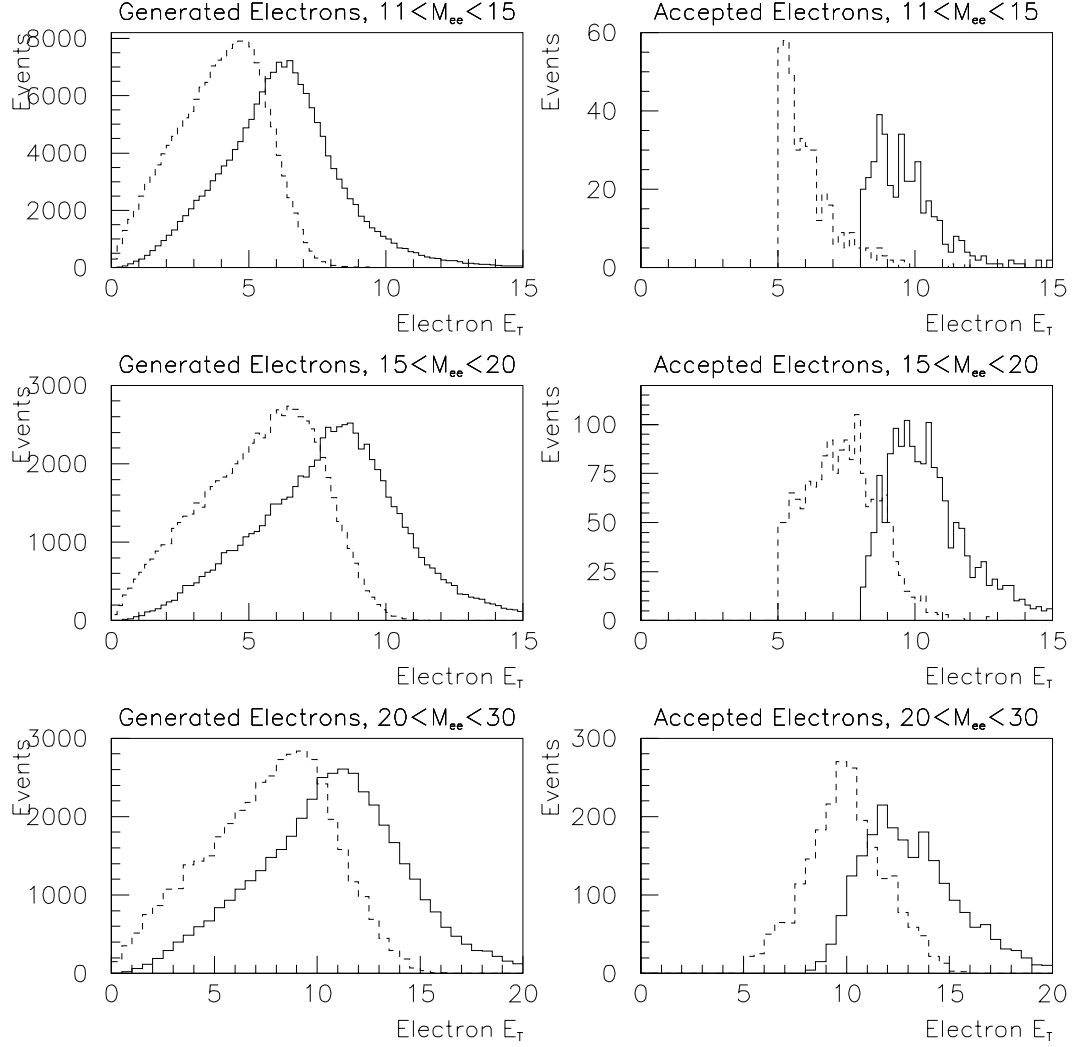 Generated Electrons, 11<Mee<15
Events
8000
6000
4000
2000
0
0 5 10 15
Electron ET
Accepted Electrons, 11<Mee<15
Events
60
40
20
0
0 5 10 15
Electron ET
Generated Electrons, 15<Mee<20
Events
3000
2000
1000
0
0 5 10 15
Electron ET
Accepted Electrons, 15<Mee<20
Events
100
75
50
25
0
0 5 10 15
Electron ET
Generated Electrons, 20<Mee<30
Events
3000
2000
1000
0
0 5 10 15 20
Electron ET
Accepted Electrons, 20<Mee<30
Events
300
200
100
0
0 5 10 15 20
Electron ET